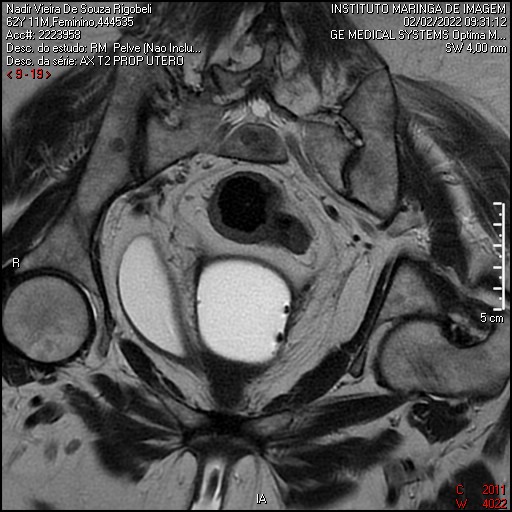 Nadir Vieira De Souza Rigobeli
62Y 11M,Feminino,444535
Acc#: 2223958
Desc. do estudo: RM  Pelve (Nao Inclu...
Desc. da série: AX T2 PROP UTERO
<9-19>
INSTITUTO MARINGA DE IMAGEM
02/02/2022 09:31:12
GE MEDICAL SYSTEMS Optima M...
SW 4,00 mm
R
5 cm
IA
C 2011
W 4022